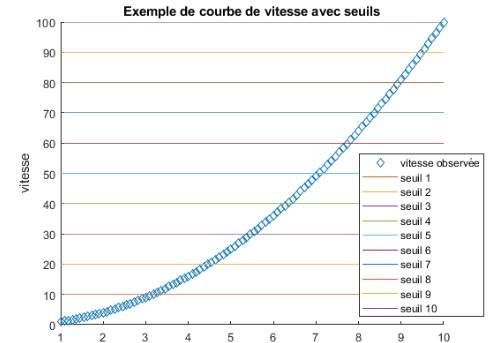 Exemple de courbe de vitesse avec seuils
100
90
80
70
60
50
40
30
20
10
0
vitesse
1
2
3
4
5
6
7
8
9
10
vitesse observée
seuil 1
seuil 2
seuil 3
seuil 4
seuil 5
seuil 6
seuil 7
seuil 8
seuil 9
seuil 10